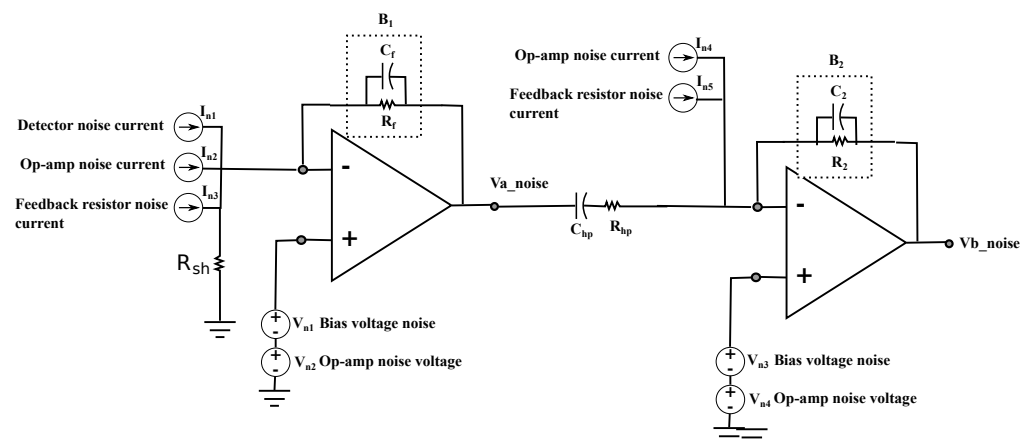 B1
Cf
Rf
Detector noise current
In1
Op-amp noise current
In2
Feedback resistor noise
current
In3
Rsh
-
+
+
-
Vn1 Bias voltage noise
+
-
Vn2 Op-amp noise voltage
Va_noise
Chp
Rhp
Op-amp noise current
In4
Feedback resistor noise
current
In5
B2
C2
R2
-
+
Vb_noise
+
-
Vn3 Bias voltage noise
+
-
Vn4 Op-amp noise voltage